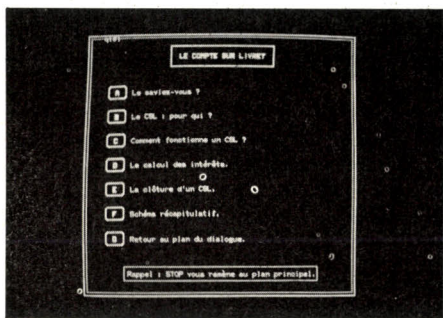 LE COMPTE SUR LIVRET
A Le saviez-vous ?
B Le CSL : pour qui ?
C Comment fonctionne un CSL ?
D Le calcul des intérêts.
E La clôture d'un CSL.
F Schéma récapitulatif.
S Retour au plan du dialogue.
Rappel : STOP vous ramène au plan principal.